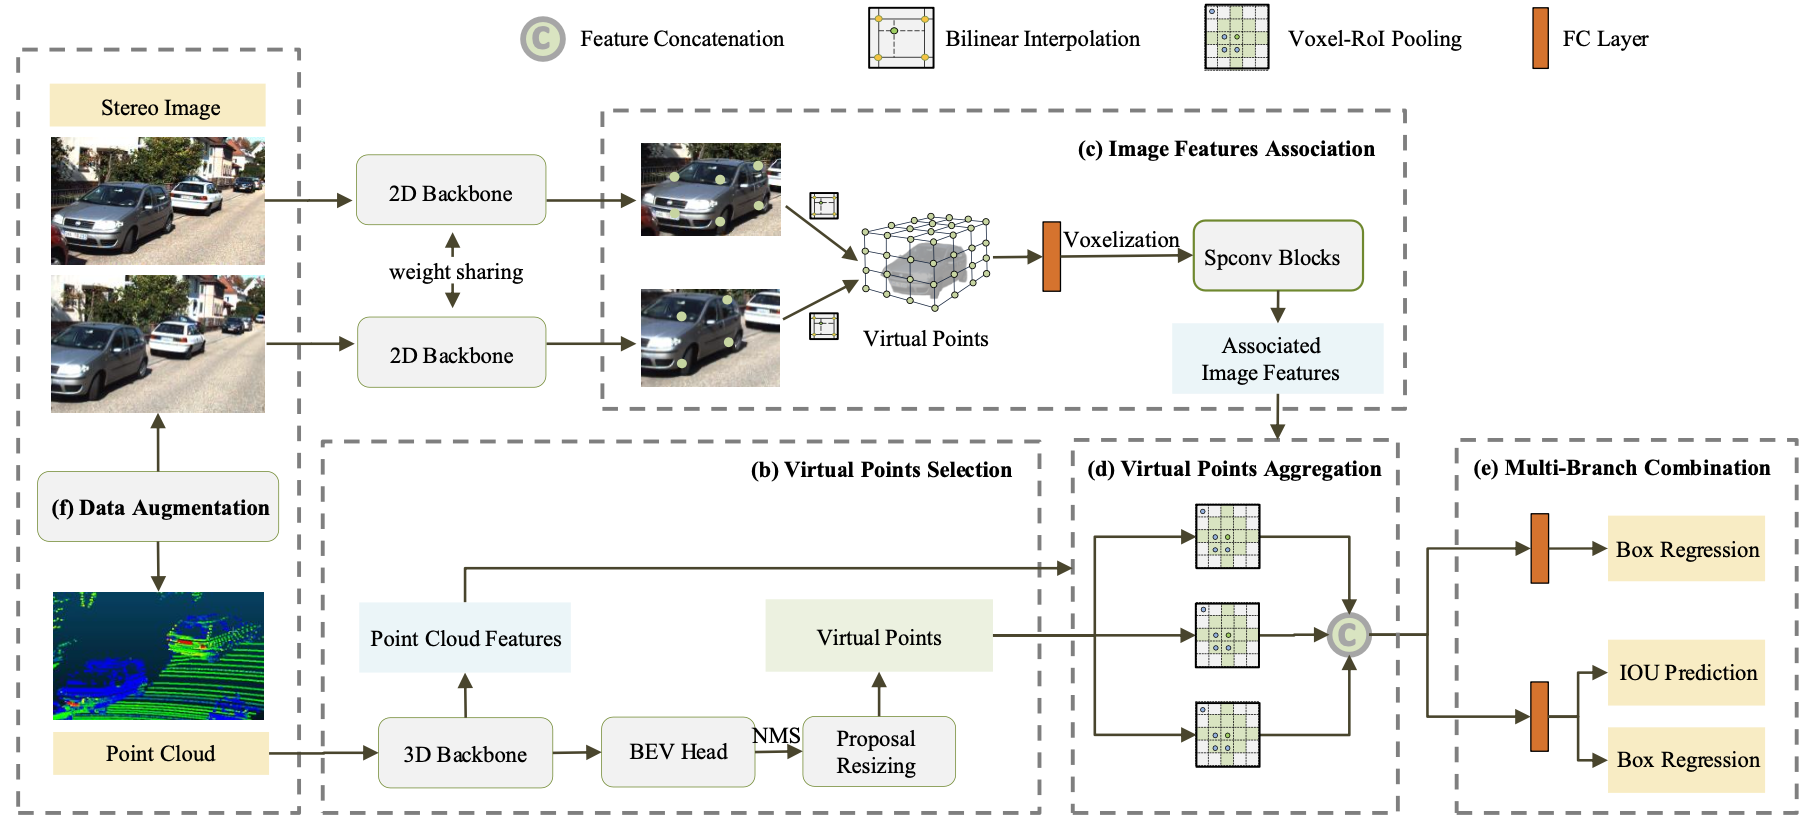 C
Feature Concatenation
Bilinear Interpolation
Voxel-RoI Pooling
FC Layer
Stereo Image
2D Backbone
weight sharing
2D Backbone
(c) Image Features Association
Virtual Points
Voxelization
Spconv Blocks
Associated
Image Features
(f) Data Augmentation
Point Cloud
(b) Virtual Points Selection
Point Cloud Features
Virtual Points
3D Backbone
BEV Head
NMS
Proposal
Resizing
(d) Virtual Points Aggregation
C
(e) Multi-Branch Combination
Box Regression
IOU Prediction
Box Regression